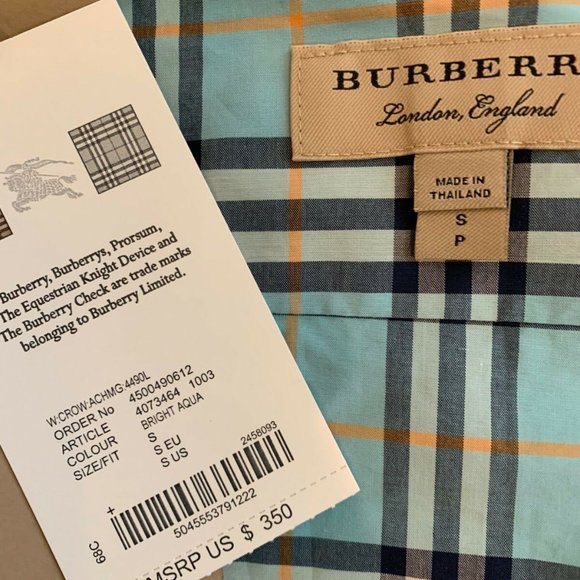 BURBERR
London, England
MADE IN
THAILAND
S
P
Burberry, Burberrys, Prorsum,
The Equestrian Knight Device and
The Burberry Check are trade marks
belonging to Burberry Limited.
W-CROW:ACHMG:4490L
ORDER No 4500490612
ARTICLE 4073464 1003
COLOUR BRIGHT AQUA
SIZE/FIT S
S EU
S US
2458093
5045553791222
68C
MSRP US $ 350